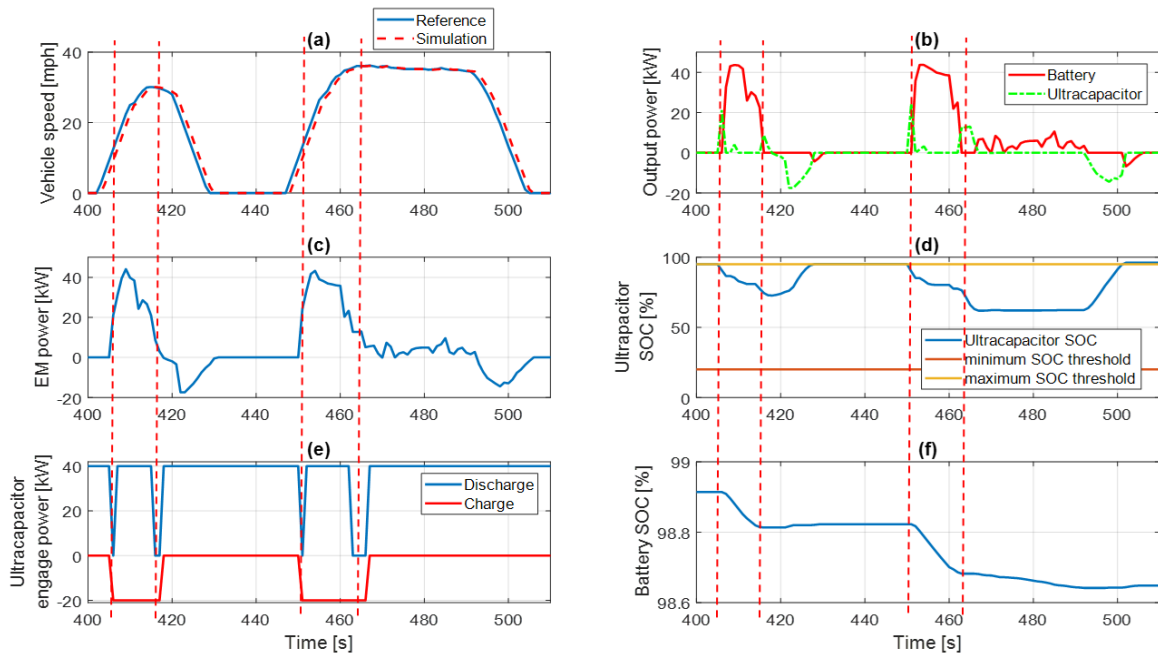 (a)
Reference
Simulation
Vehicle speed [mph]
40
20
0
400 420 440 460 480 500
(b)
Battery
Ultracapacitor
Output power [kW]
40
20
0
-20
400 420 440 460 480 500
(c)
EM power [kW]
40
20
0
-20
400 420 440 460 480 500
(d)
Ultrapacitor
SOC [%]
100
50
0
Ultracapacitor SOC
minimum SOC threshold
maximum SOC threshold
400 420 440 460 480 500
(e)
Ultracapacitor
engage power [kW]
40
20
0
-20
Discharge
Charge
400 420 440 460 480 500
Time [s]
(f)
Battery SOC [%]
99
98.8
98.6
400 420 440 460 480 500
Time [s]